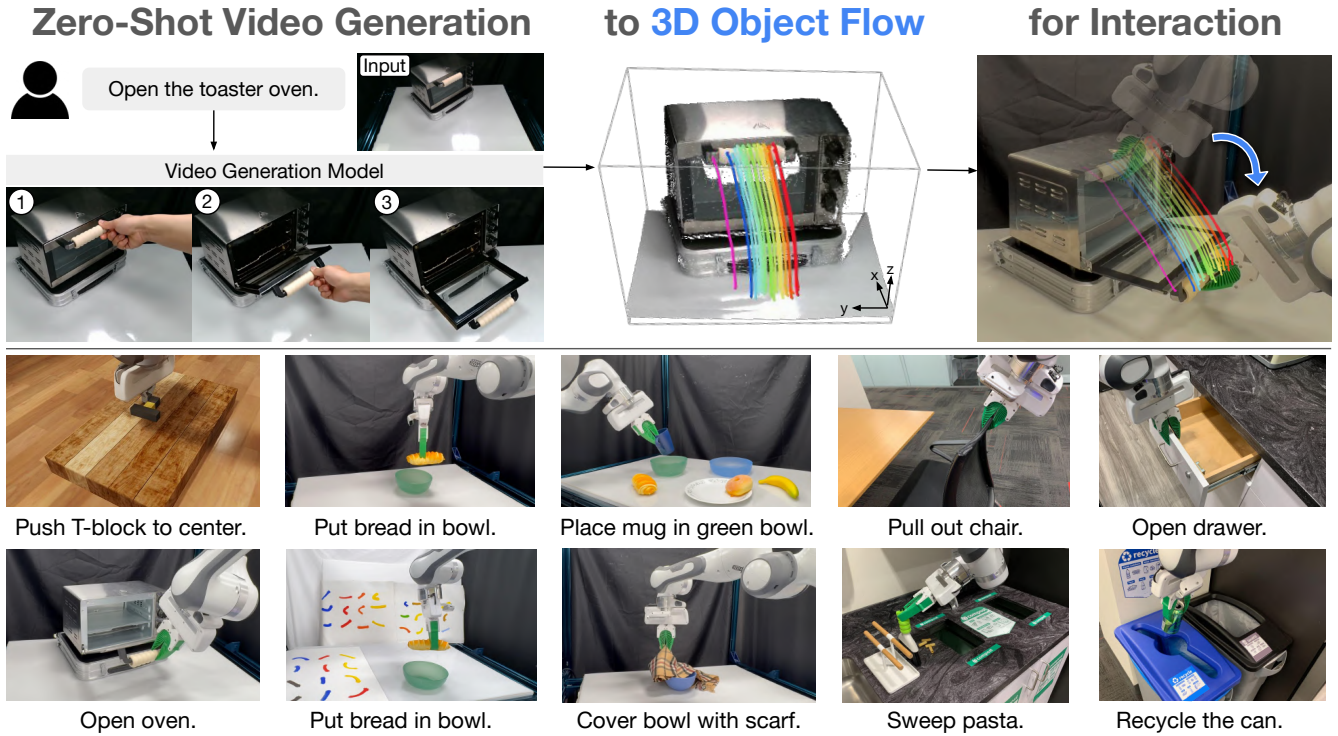 Zero-Shot Video Generation to 3D Object Flow for Interaction
Open the toaster oven.
Input
Video Generation Model
1 2 3
x z
y
Push T-block to center. Put bread in bowl. Place mug in green bowl. Pull out chair. Open drawer.
recycle
Open oven. Put bread in bowl. Cover bowl with scarf. Sweep pasta. Recycle the can.